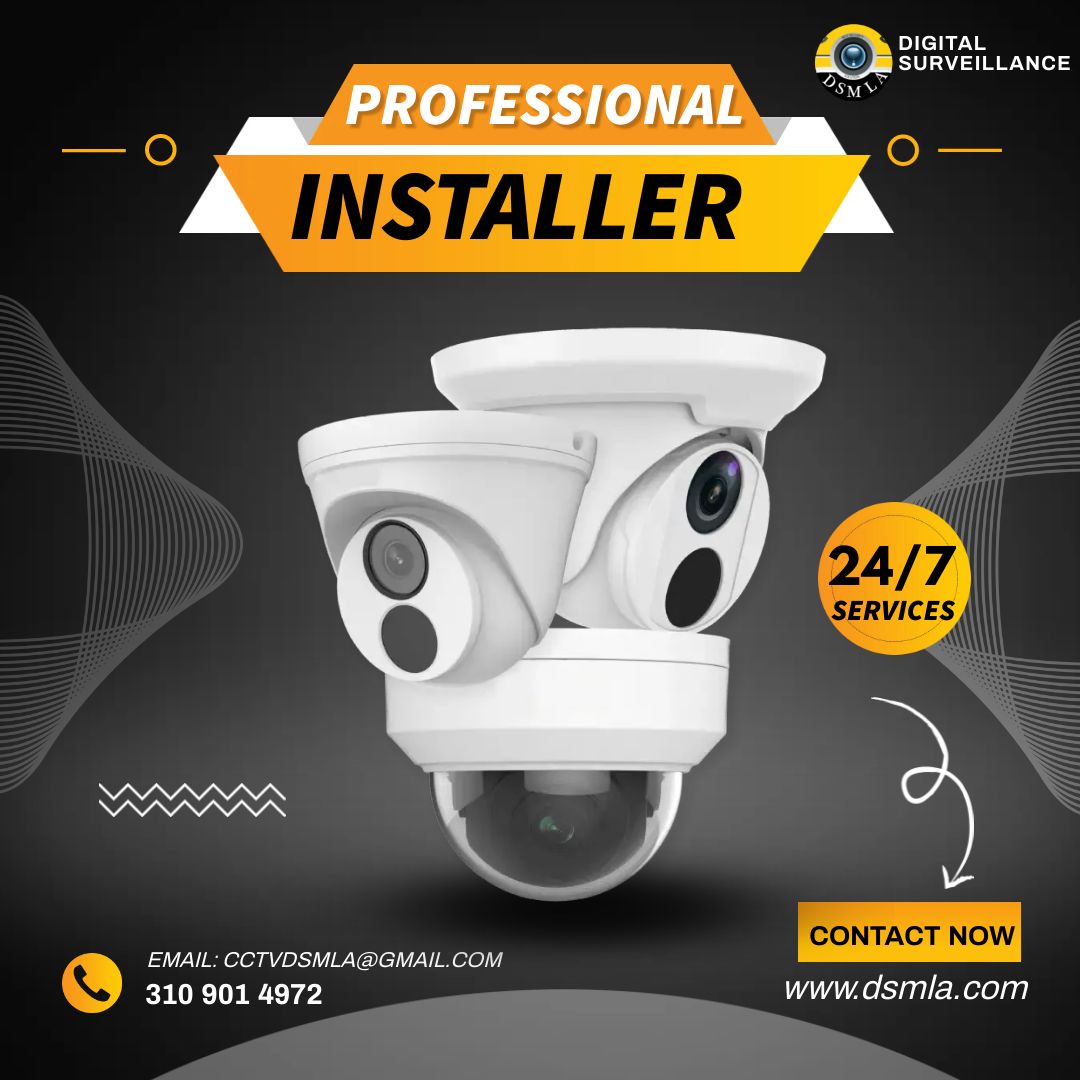 DIGITAL
SURVEILLANCE
DSMLA
PROFESSIONAL
INSTALLER
24/7
SERVICES
CONTACT NOW
www.dsmla.com
EMAIL: CCTVDSMLA@GMAIL.COM
310 901 4972